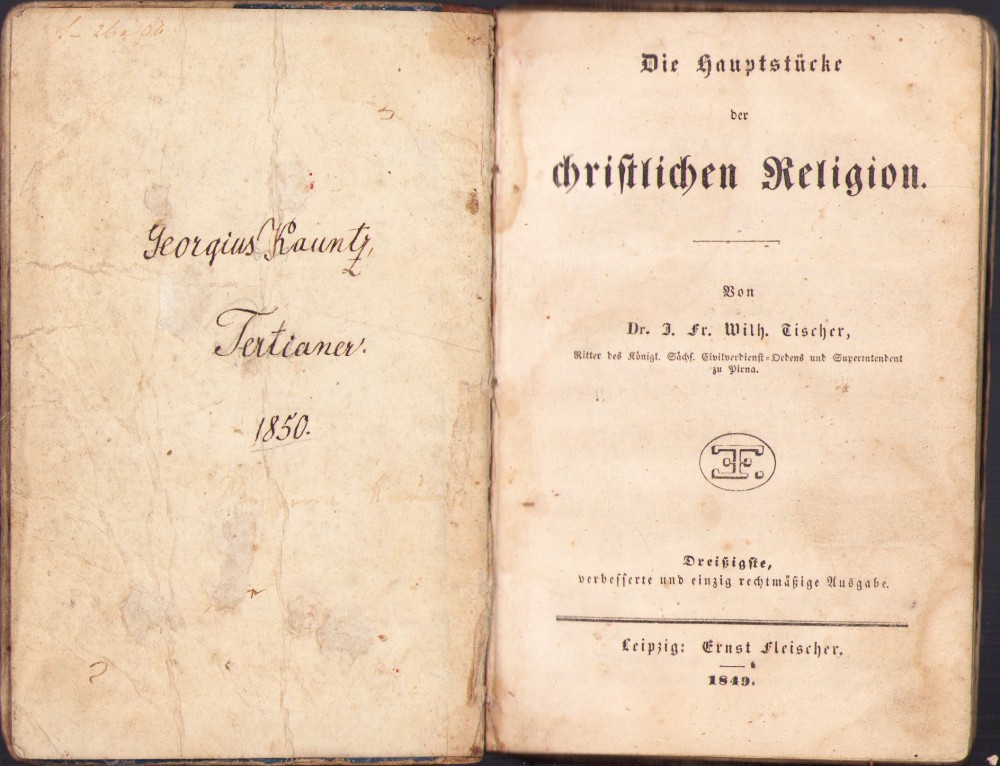 Georgius Kauntz,
Tertianer.
1850.
Die Hauptstücke
der
christlichen Religion.
Von
Dr. J. Fr. Wilh. Tischer,
Ritter des Königl. Sächs. Civilverdienst-Ordens und Superintendent
zu Pirna.
EF.
Dreißigste,
verbesserte und einzig rechtmäßige Ausgabe.
Leipzig: Ernst Fleischer.
1849.